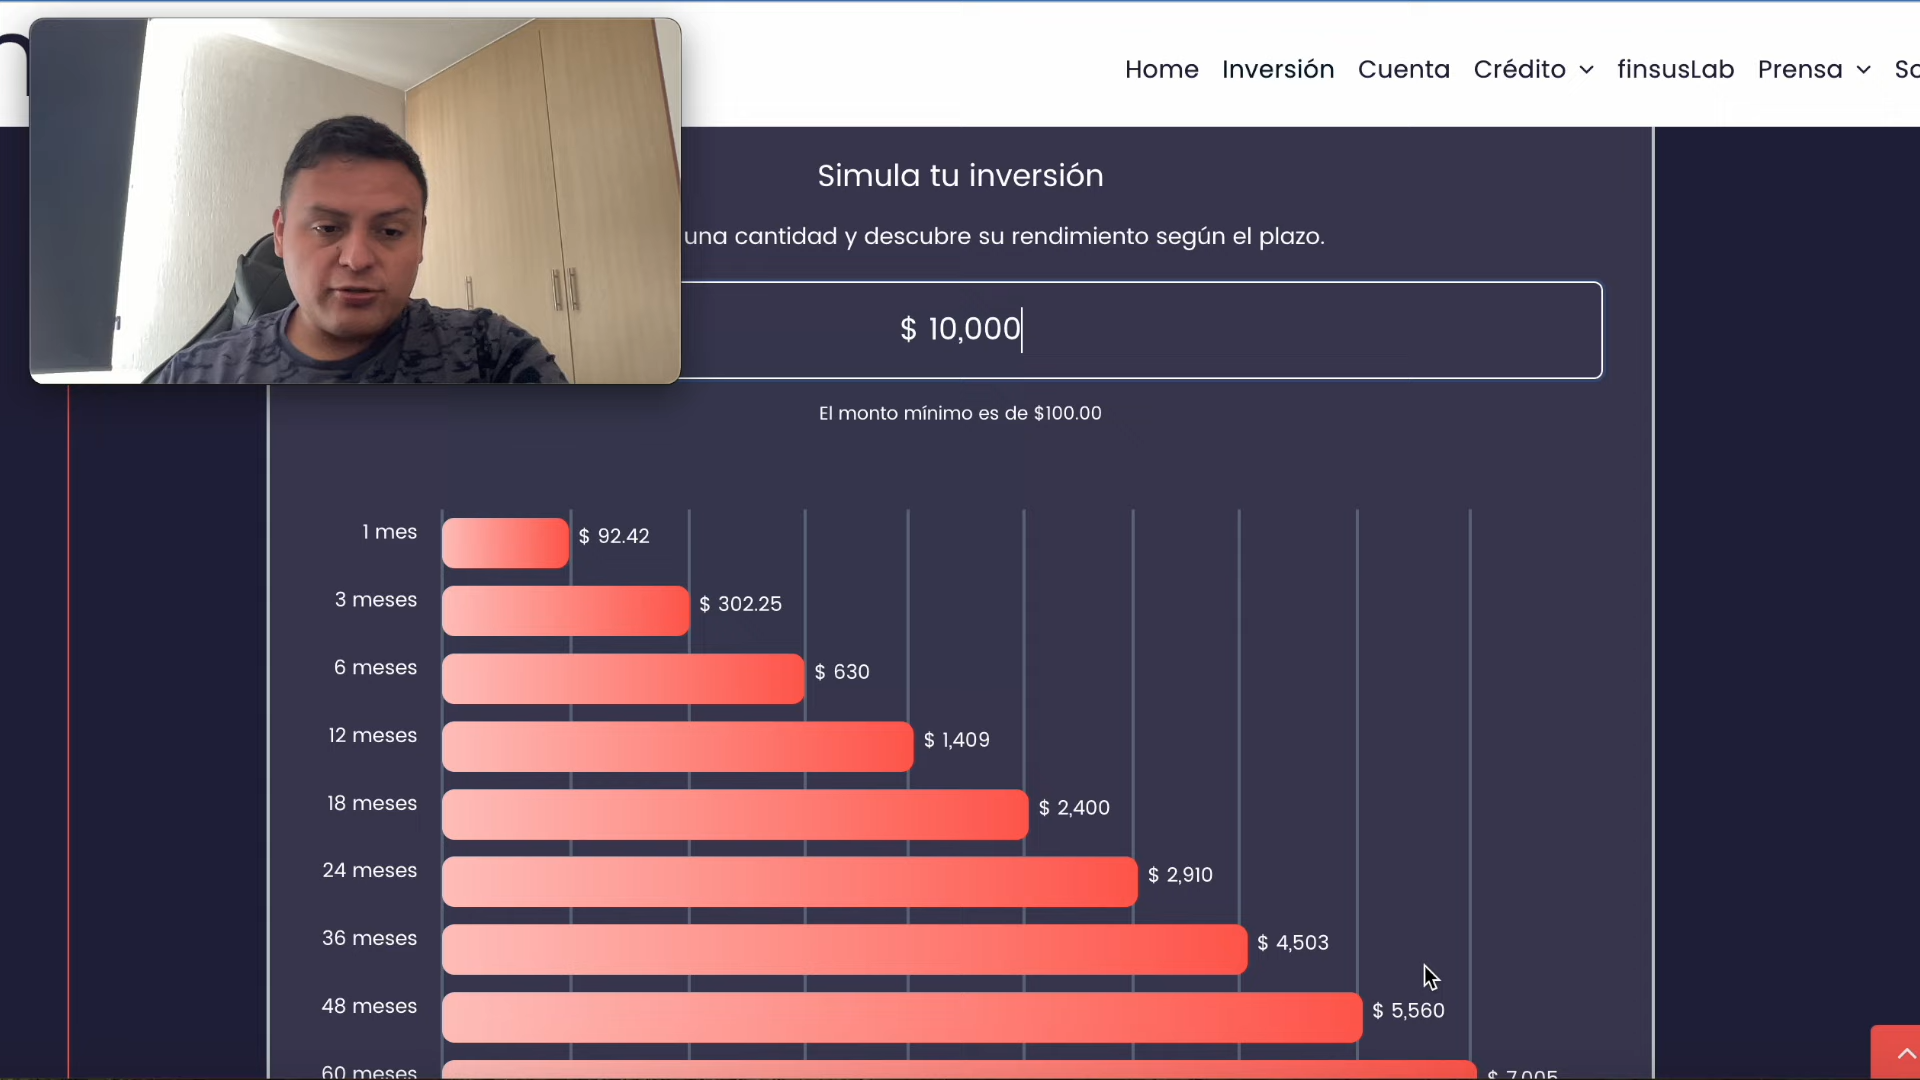 Home Inversión Cuenta Crédito finsusLab Prensa
Simula tu inversión
una cantidad y descubre su rendimiento según el plazo.
$ 10,000
El monto mínimo es de $100.00
1 mes $ 92.42
3 meses $ 302.25
6 meses $ 630
12 meses $ 1,409
18 meses $ 2,400
24 meses $ 2,910
36 meses $ 4,503
48 meses $ 5,560
60 meses $ 7,005